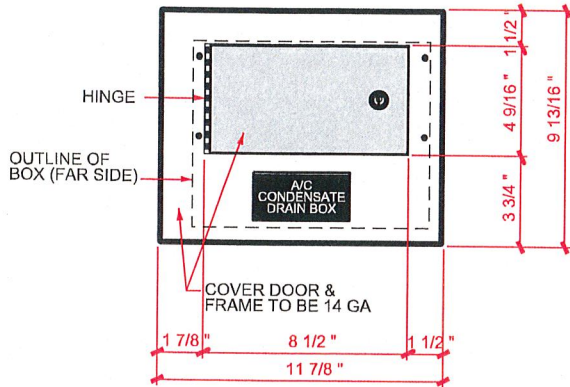 HINGE
OUTLINE OF
BOX (FAR SIDE)
A/C
CONDENSATE
DRAIN BOX
COVER DOOR &
FRAME TO BE 14 GA
1 1/2 "
4 9/16 "
3 3/4 "
9 13/16 "
1 7/8 "
8 1/2 "
1 1/2 "
11 7/8 "